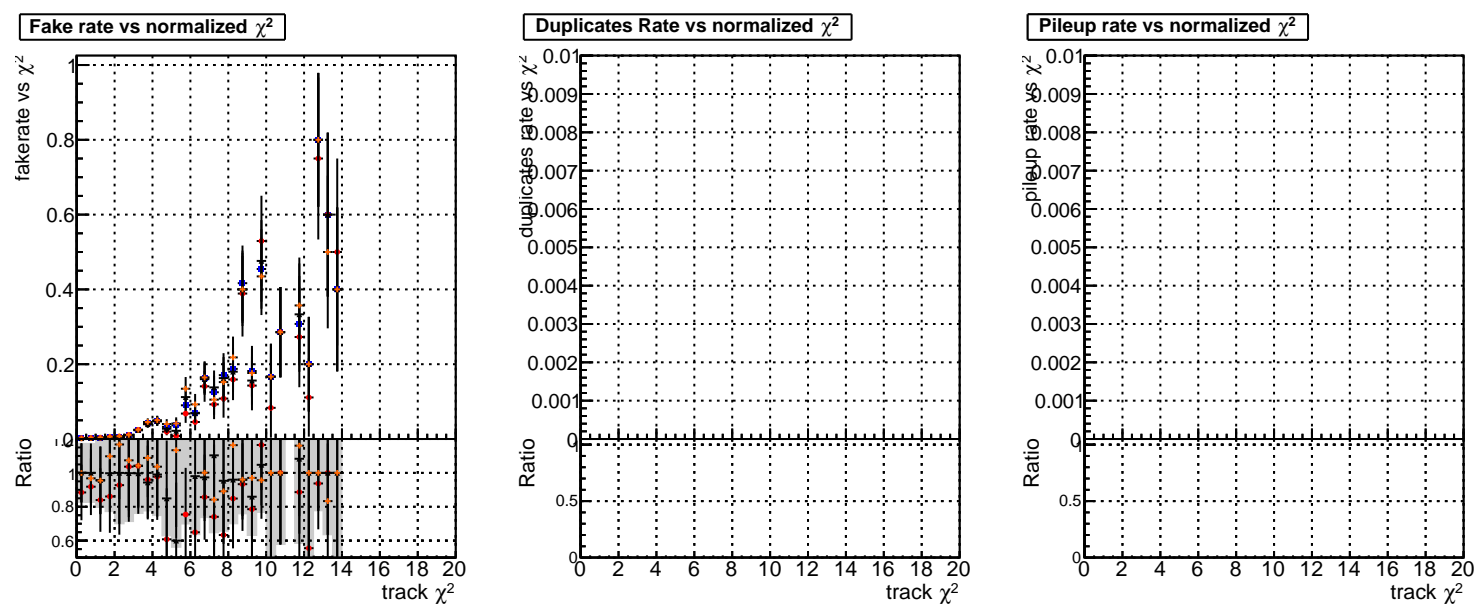 Fake rate vs normalized χ²
fakerate vs χ²
1
0.8
0.6
0.4
0.2
0
Ratio
1
0.8
0.6
0 2 4 6 8 10 12 14 16 18 20
track χ²
Duplicates Rate vs normalized χ²
duplicates rate vs χ²
0.01
0.009
0.008
0.007
0.006
0.005
0.004
0.003
0.002
0.001
0
Ratio
1
0.5
0
0 2 4 6 8 10 12 14 16 18 20
track χ²
Pileup rate vs normalized χ²
pileup rate vs χ²
0.01
0.009
0.008
0.007
0.006
0.005
0.004
0.003
0.002
0.001
0
Ratio
1
0.5
0
0 2 4 6 8 10 12 14 16 18 20
track χ²